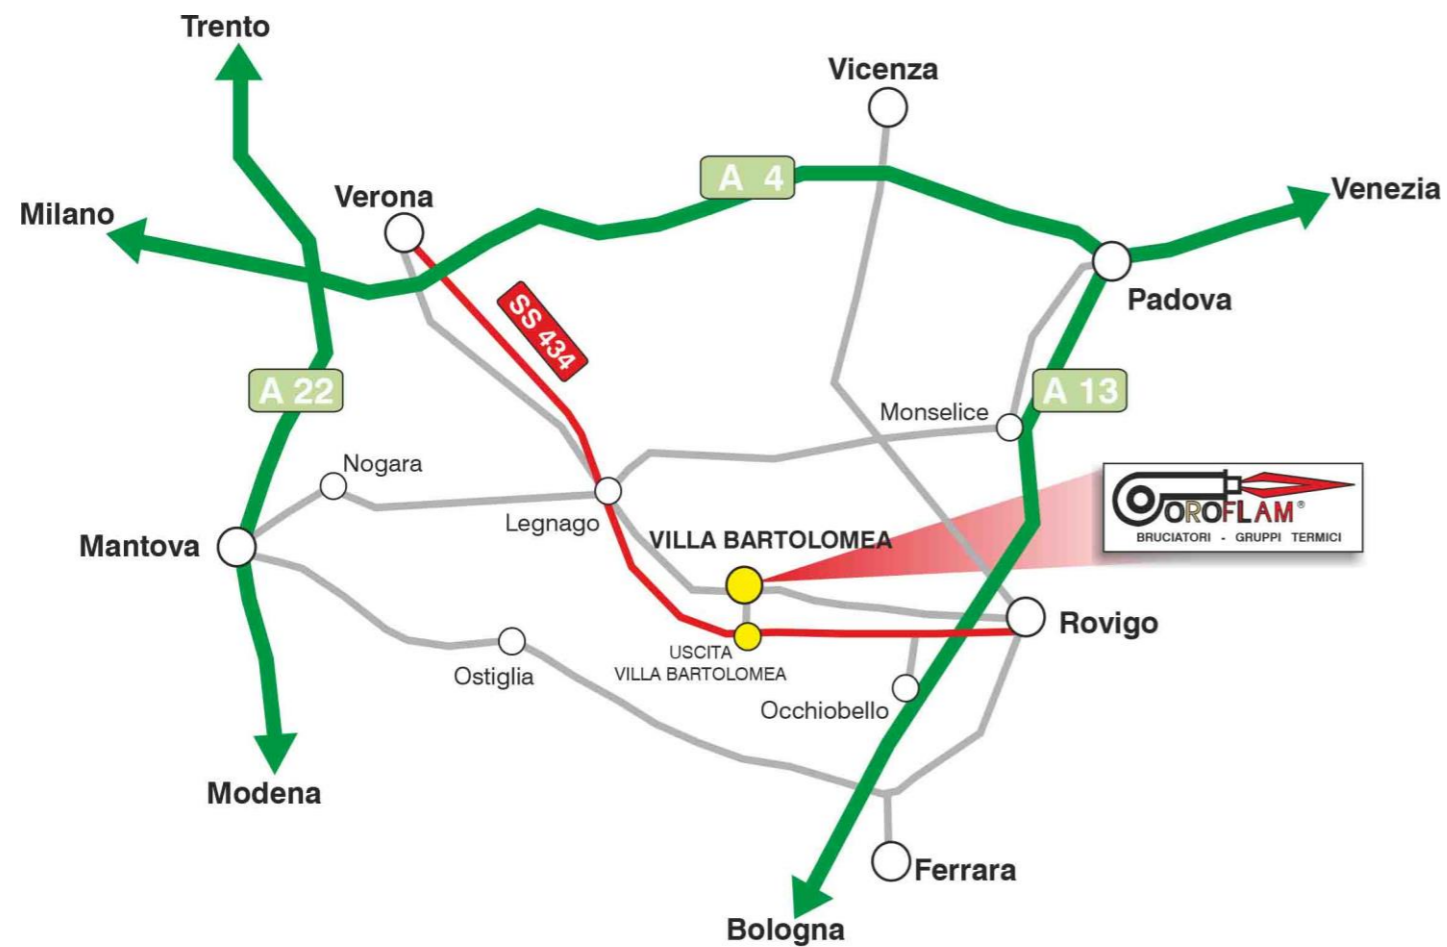 Trento
Vicenza
A 4
Verona
Venezia
Milano
Padova
SS 434
A 22
A 13
Monselice
Nogara
OROFLAM®
BRUCIATORI - GRUPPI TERMICI
Legnago
VILLA BARTOLOMEA
Mantova
Rovigo
USCITA
VILLA BARTOLOMEA
Ostiglia
Occhiobello
Modena
Ferrara
Bologna